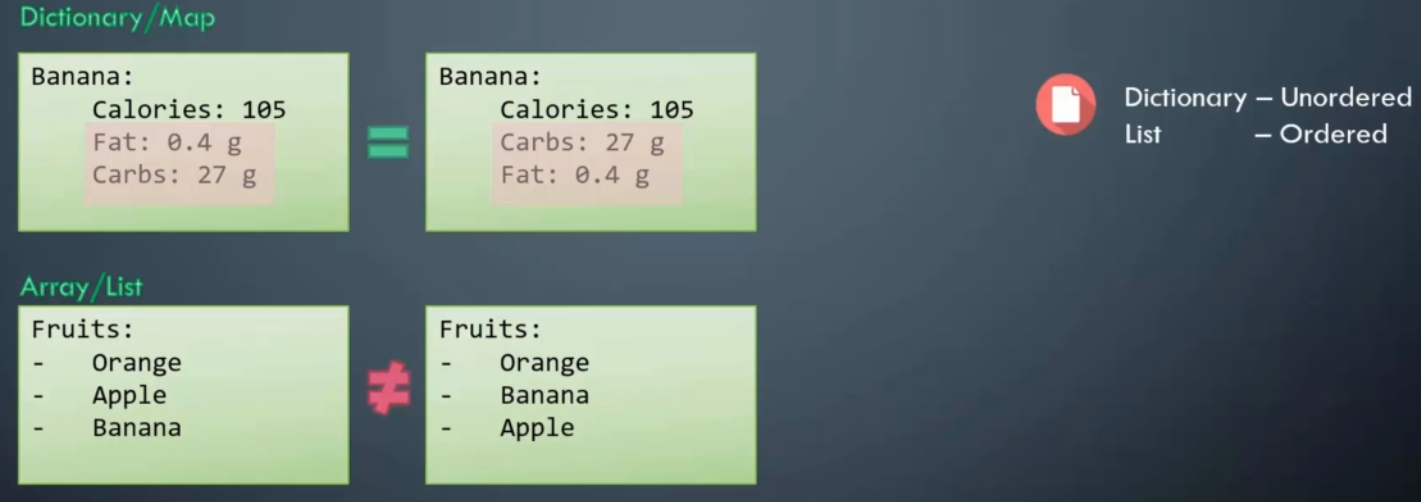 Dictionary/Map
Banana:
Calories: 105
Fat: 0.4 g
Carbs: 27 g
=
Banana:
Calories: 105
Carbs: 27 g
Fat: 0.4 g
Dictionary – Unordered
List – Ordered
Array/List
Fruits:
- Orange
- Apple
- Banana
≠
Fruits:
- Orange
- Banana
- Apple